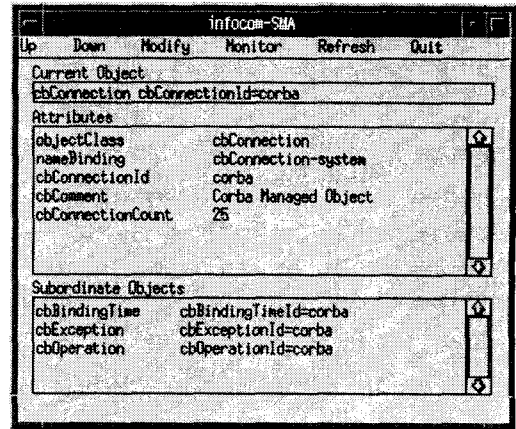 infocom-SMA
Up Down Modify Monitor Refresh Quit
Current Object
cbConnection cbConnectionId=corba
Attributes
objectClass cbConnection
nameBinding cbConnection-system
cbConnectionId corba
cbComment Corba Managed Object
cbConnectionCount 25
Subordinate Objects
cbBindingTime cbBindingTimeId=corba
cbException cbExceptionId=corba
cbOperation cbOperationId=corba